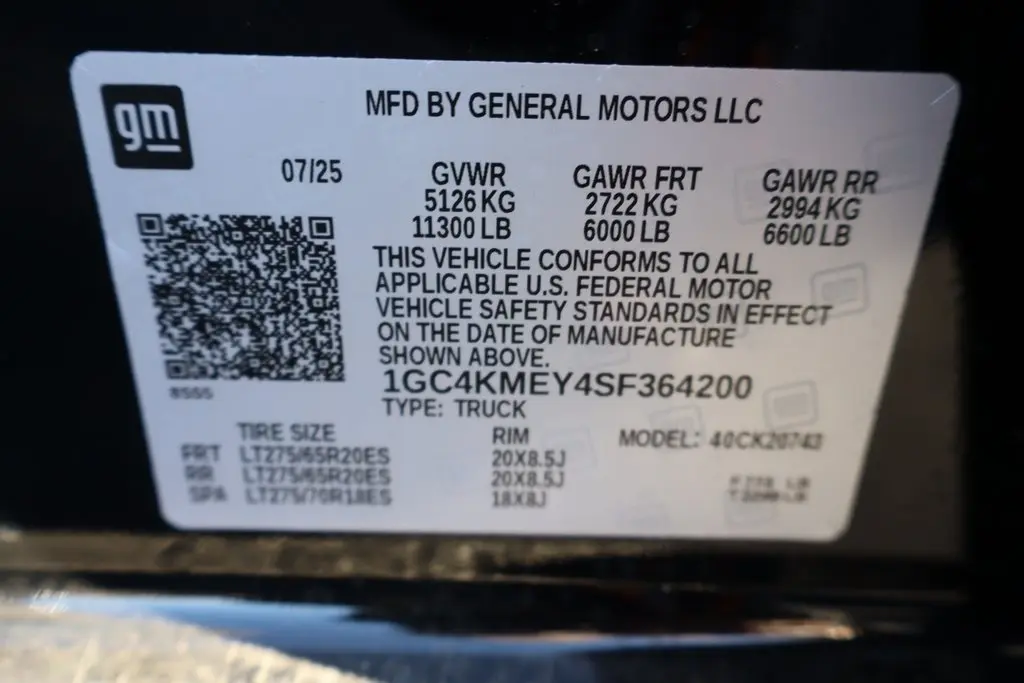 gm
MFD BY GENERAL MOTORS LLC
07/25 GVWR GAWR FRT GAWR RR
5126 KG 2722 KG 2994 KG
11300 LB 6000 LB 6600 LB
THIS VEHICLE CONFORMS TO ALL
APPLICABLE U.S. FEDERAL MOTOR
VEHICLE SAFETY STANDARDS IN EFFECT
ON THE DATE OF MANUFACTURE
SHOWN ABOVE.
1GC4KMEY4SF364200
TYPE: TRUCK
TIRE SIZE RIM MODEL: 4OCK20743
FRT LT275/65R20ES 20X8.5J
RR LT275/65R20ES 20X8.5J
SPA LT275/70R18ES 18X8J